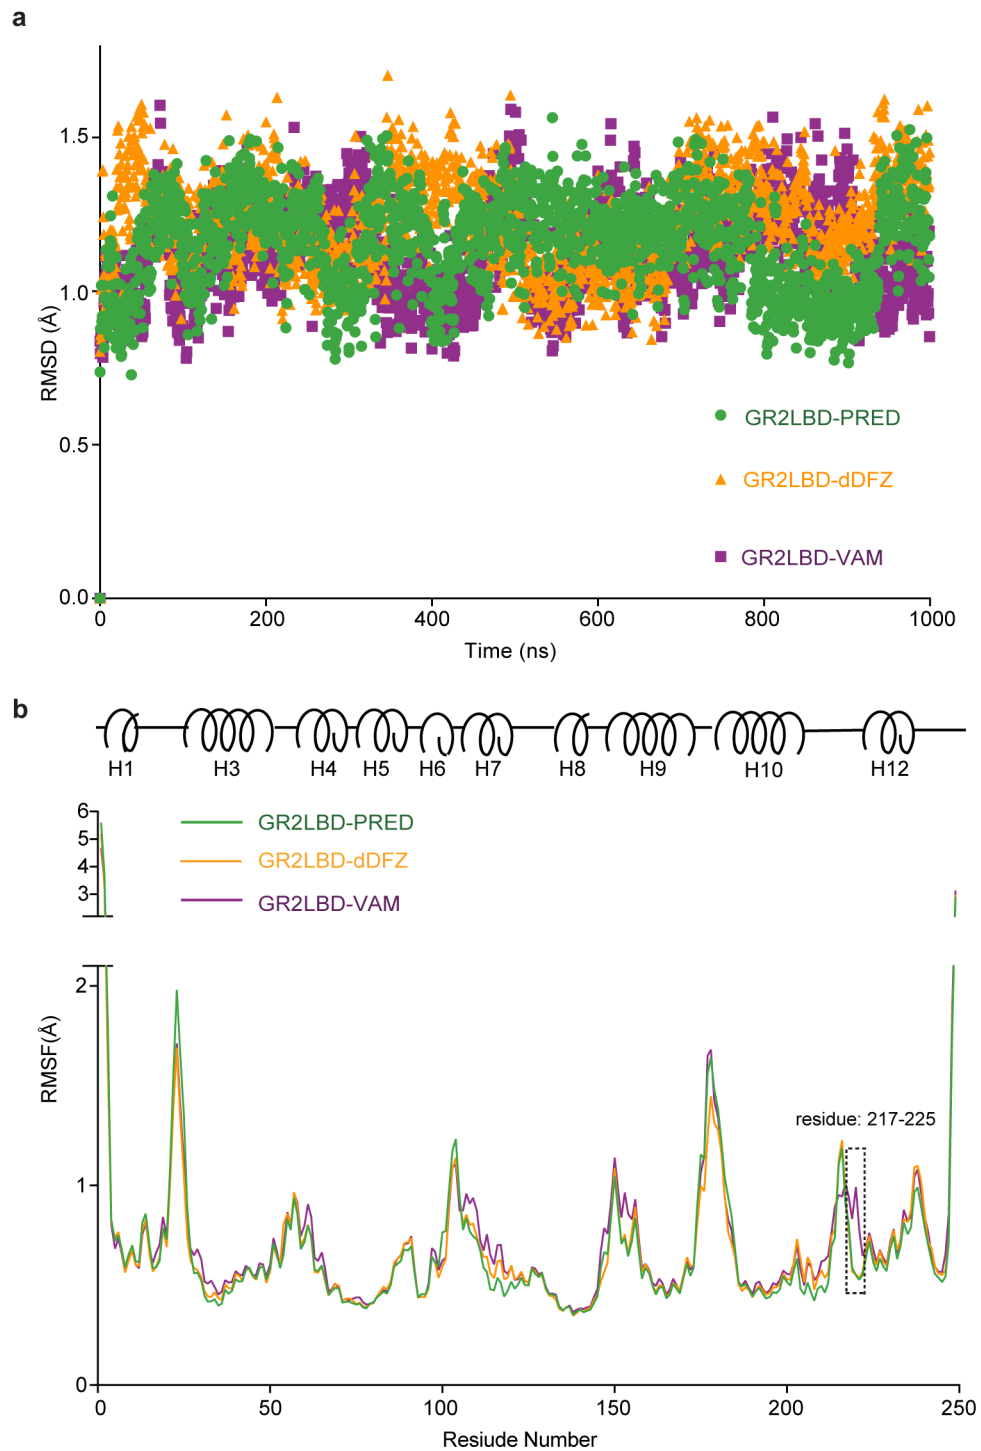 a
1.5
1.0
0.5
0.0
RMSD (Å)
GR2LBD-PRED
GR2LBD-dDFZ
GR2LBD-VAM
0 200 400 600 800 1000
Time (ns)
b
H1 H3 H4 H5 H6 H7 H8 H9 H10 H12
6
5
4
3
GR2LBD-PRED
GR2LBD-dDFZ
GR2LBD-VAM
2
1
0
RMSF(Å)
residue: 217-225
0 50 100 150 200 250
Resiude Number